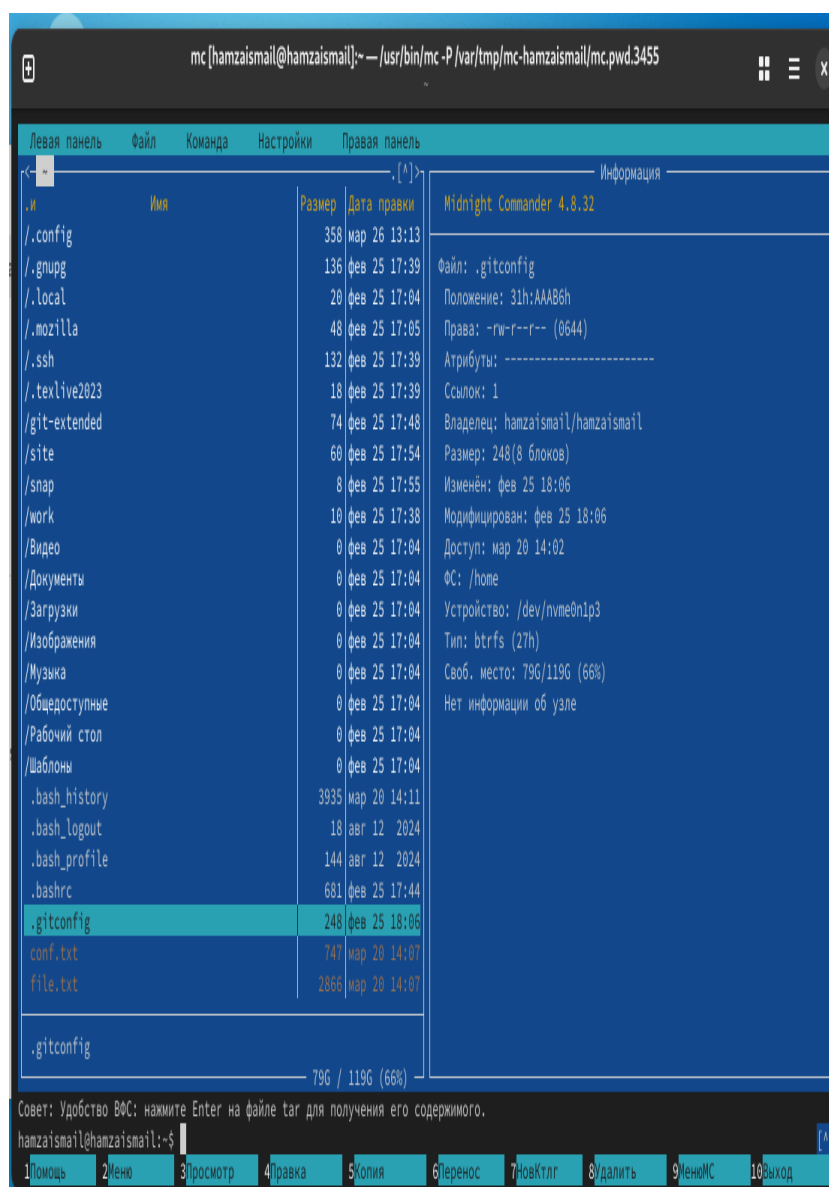 mc [hamzaismail@hamzaismail]:~ — /usr/bin/mc -P /var/tmp/mc-hamzaismail/mc.pwd.3455
~
Левая панель Файл Команда Настройки Правая панель
<- ~ .[^]>
.и Имя Размер Дата правки
/.config 358 мар 26 13:13
/.gnupg 136 фев 25 17:39
/.local 20 фев 25 17:04
/.mozilla 48 фев 25 17:05
/.ssh 132 фев 25 17:39
/.texlive2023 18 фев 25 17:39
/git-extended 74 фев 25 17:48
/site 60 фев 25 17:54
/snap 8 фев 25 17:55
/work 10 фев 25 17:38
/Видео 0 фев 25 17:04
/Документы 0 фев 25 17:04
/Загрузки 0 фев 25 17:04
/Изображения 0 фев 25 17:04
/Музыка 0 фев 25 17:04
/Общедоступные 0 фев 25 17:04
/Рабочий стол 0 фев 25 17:04
/Шаблоны 0 фев 25 17:04
.bash_history 3935 мар 20 14:11
.bash_logout 18 авг 12 2024
.bash_profile 144 авг 12 2024
.bashrc 681 фев 25 17:44
.gitconfig 248 фев 25 18:06
conf.txt 747 мар 20 14:07
file.txt 2866 мар 20 14:07
.gitconfig
79G / 119G (66%)
Информация
Midnight Commander 4.8.32
Файл: .gitconfig
Положение: 31h:AAAB6h
Права: -rw-r--r-- (0644)
Атрибуты: -------------------------
Ссылок: 1
Владелец: hamzaismail/hamzaismail
Размер: 248(8 блоков)
Изменён: фев 25 18:06
Модифицирован: фев 25 18:06
Доступ: мар 20 14:02
ФС: /home
Устройство: /dev/nvme0n1p3
Тип: btrfs (27h)
Своб. место: 79G/119G (66%)
Нет информации об узле
Совет: Удобство ВФС: нажмите Enter на файле tar для получения его содержимого.
hamzaismail@hamzaismail:~$ [^
1Помощь 2Меню 3Просмотр 4Правка 5Копия 6Перенос 7НовКтлг 8Удалить 9МенюМС 10Выход